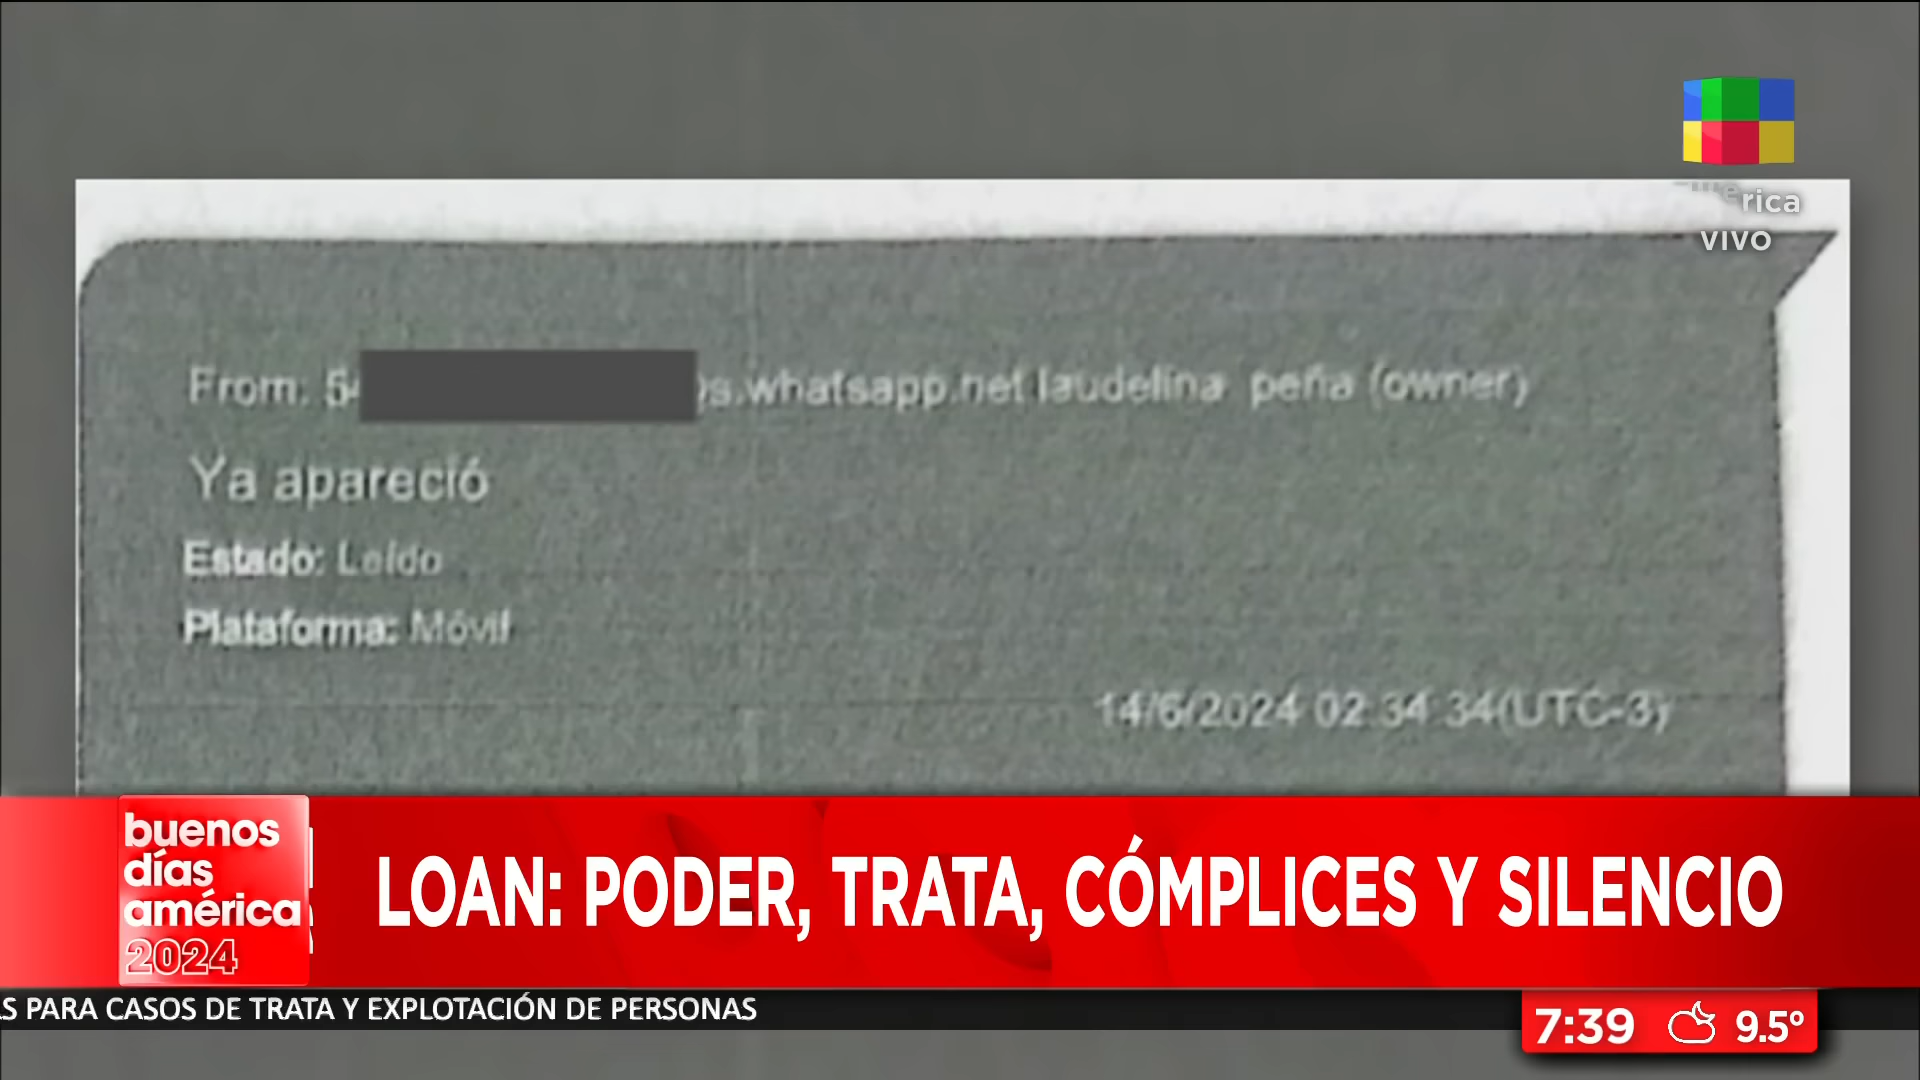 rica
VIVO
From: 54 s.whatsapp.net laudelina peña (owner)
Ya apareció
Estado: Leído
Plataforma: Móvil
14/6/2024 02:34:34(UTC-3)
buenos
días
américa
2024
LOAN: PODER, TRATA, CÓMPLICES Y SILENCIO
S PARA CASOS DE TRATA Y EXPLOTACIÓN DE PERSONAS
7:39 9.5º